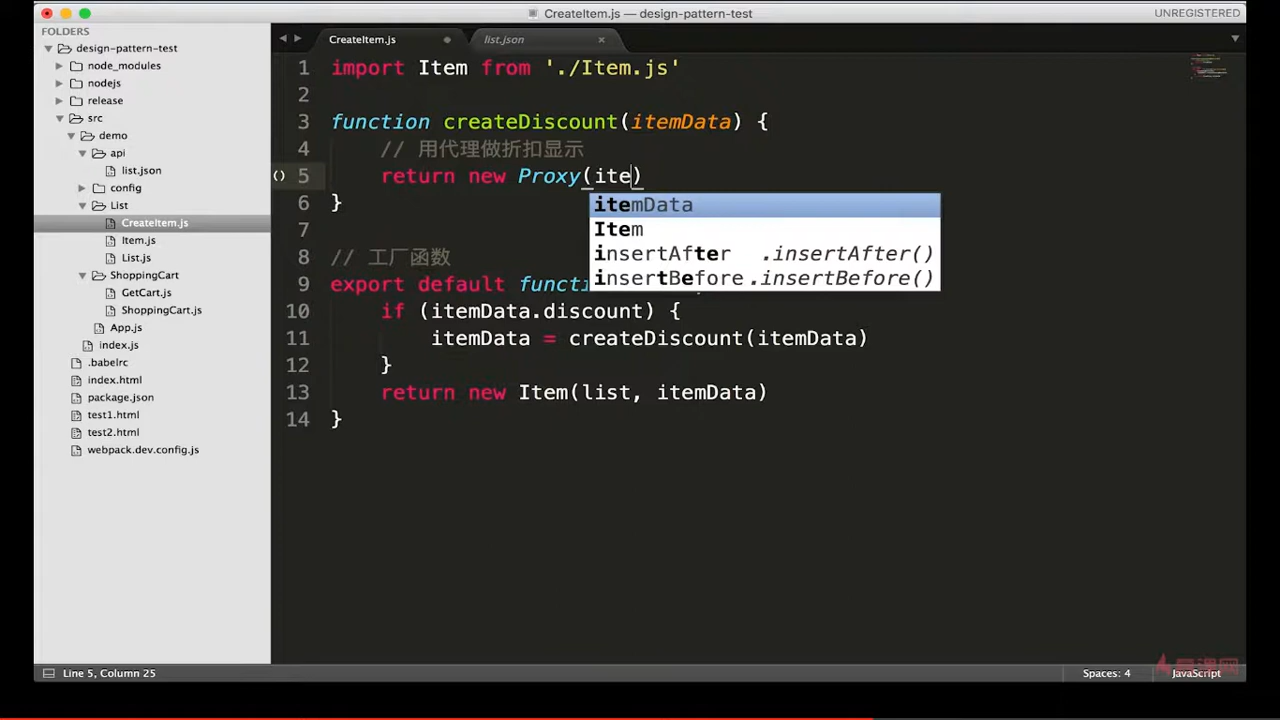 CreateItem.js — design-pattern-test
UNREGISTERED
FOLDERS
design-pattern-test
node_modules
nodejs
release
src
demo
api
list.json
config
List
CreateItem.js
Item.js
List.js
ShoppingCart
GetCart.js
ShoppingCart.js
App.js
index.js
.babelrc
index.html
package.json
test1.html
test2.html
webpack.dev.config.js
CreateItem.js
list.json
1 import Item from './Item.js'
2
3 function createDiscount(itemData) {
4 // 用代理做折扣显示
() 5 return new Proxy(ite)
6 }
7
8 // 工厂函数
9 export default functi
10 if (itemData.discount) {
11 itemData = createDiscount(itemData)
12 }
13 return new Item(list, itemData)
14 }
itemData
Item
insertAfter .insertAfter()
insertBefore .insertBefore()
Line 5, Column 25
Spaces: 4
JavaScript
慕课网